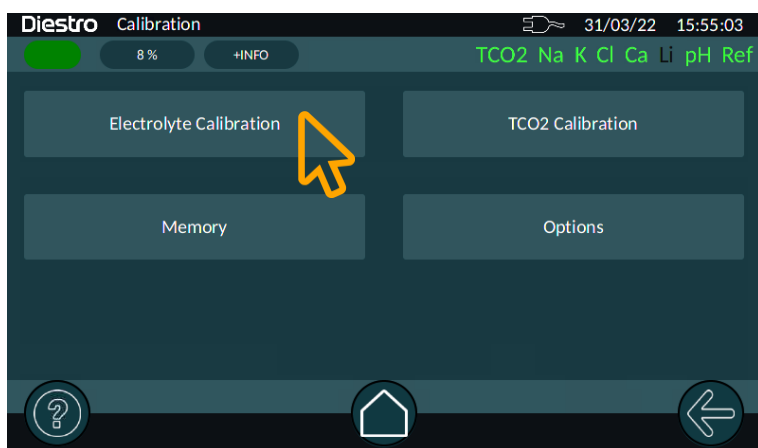 Diestro Calibration 31/03/22 15:55:03
8 % +INFO TCO2 Na K Cl Ca Li pH Ref
Electrolyte Calibration TCO2 Calibration
Memory Options
?